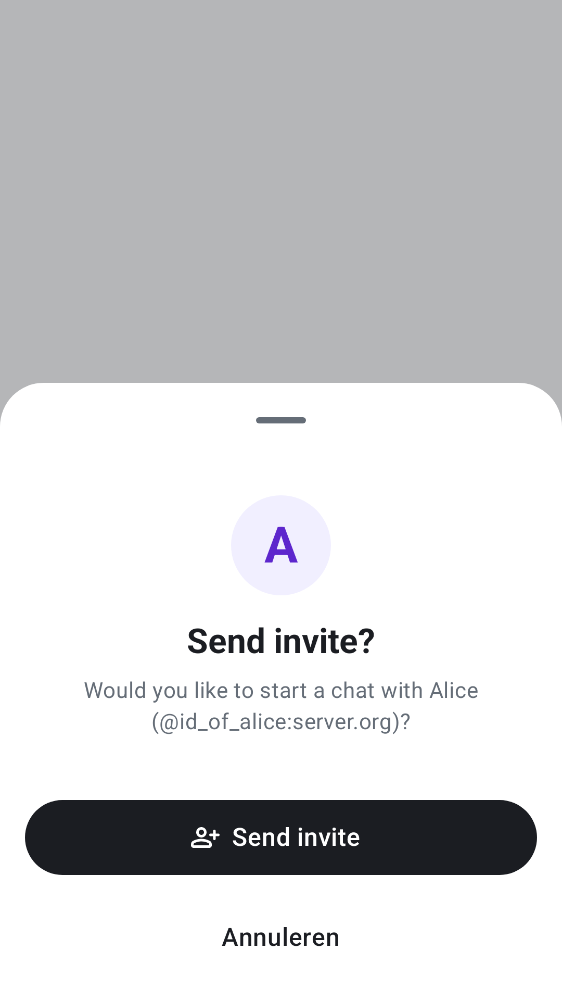 A
Send invite?
Would you like to start a chat with Alice
(@id_of_alice:server.org)?
Send invite
Annuleren